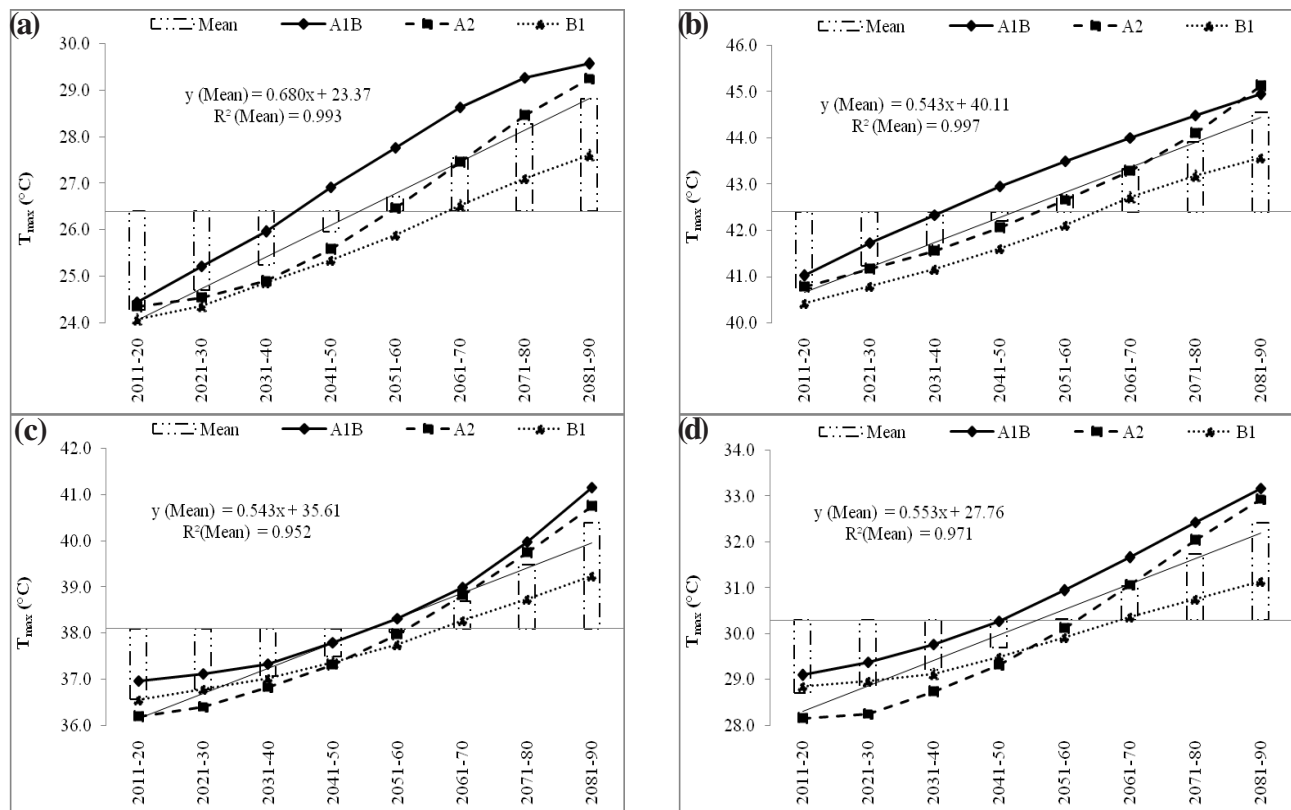 (a)
Mean A1B A2 B1
30.0
29.0
28.0
27.0
26.0
25.0
24.0
T max (°C)
y (Mean) = 0.680x + 23.37
R² (Mean) = 0.993
2011-20 2021-30 2031-40 2041-50 2051-60 2061-70 2071-80 2081-90
(b)
Mean A1B A2 B1
46.0
45.0
44.0
43.0
42.0
41.0
40.0
T max (°C)
y (Mean) = 0.543x + 40.11
R² (Mean) = 0.997
2011-20 2021-30 2031-40 2041-50 2051-60 2061-70 2071-80 2081-90
(c)
Mean A1B A2 B1
42.0
41.0
40.0
39.0
38.0
37.0
36.0
T max (°C)
y (Mean) = 0.543x + 35.61
R²(Mean) = 0.952
2011-20 2021-30 2031-40 2041-50 2051-60 2061-70 2071-80 2081-90
(d)
Mean A1B A2 B1
34.0
33.0
32.0
31.0
30.0
29.0
28.0
T max (°C)
y (Mean) = 0.553x + 27.76
R² (Mean) = 0.971
2011-20 2021-30 2031-40 2041-50 2051-60 2061-70 2071-80 2081-90